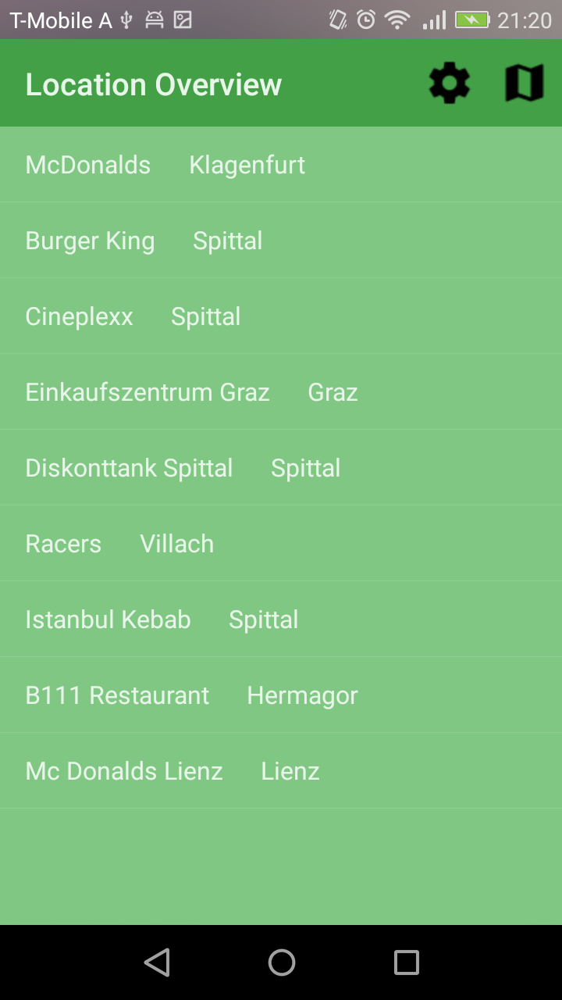 T-Mobile A 21:20
Location Overview
McDonalds Klagenfurt
Burger King Spittal
Cineplexx Spittal
Einkaufszentrum Graz Graz
Diskonttank Spittal Spittal
Racers Villach
Istanbul Kebab Spittal
B111 Restaurant Hermagor
Mc Donalds Lienz Lienz